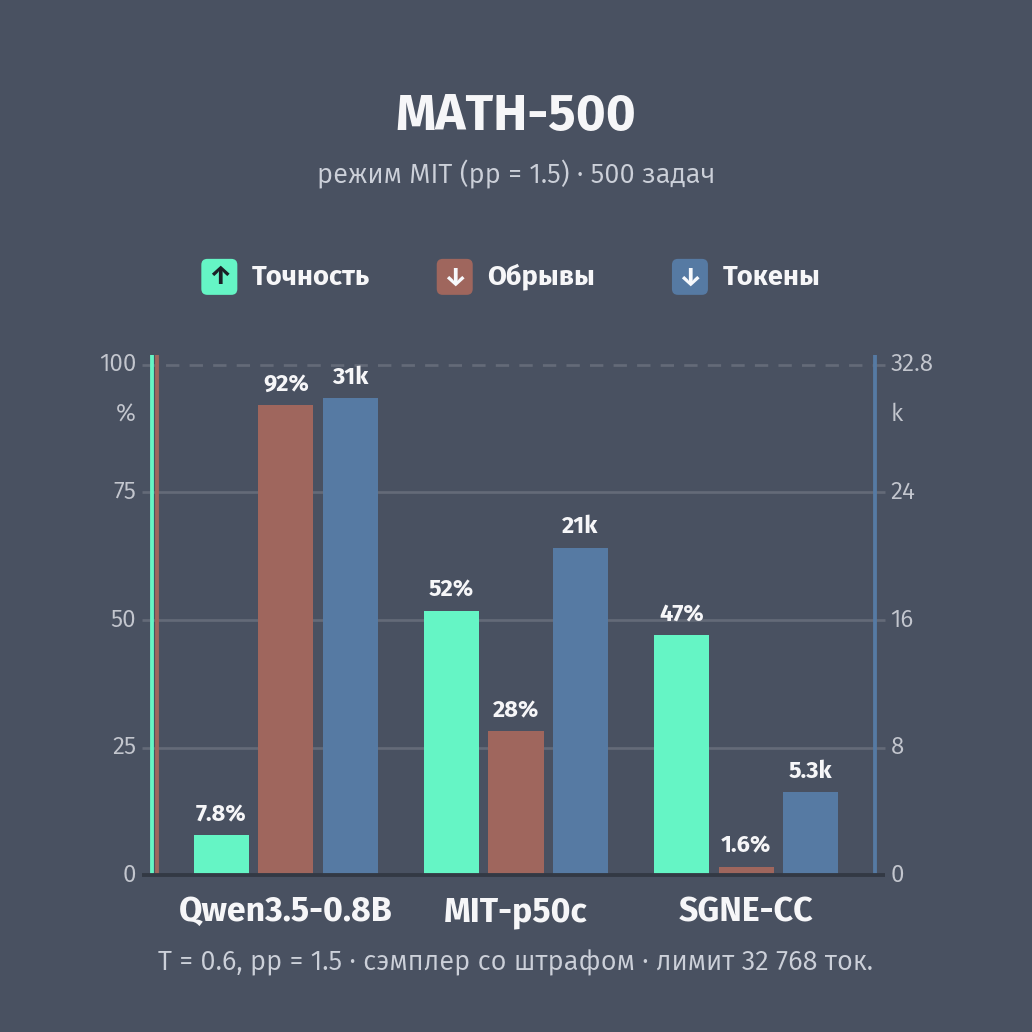 MATH-500
режим MIT (pp = 1.5) · 500 задач
↑ Точность ↓ Обрывы ↓ Токены
100 32.8
92% 31k
% k
75 24
21k
52%
50 47% 16
28%
25 8
5.3k
7.8% 1.6%
0 0
Qwen3.5-0.8B MIT-p50c SGNE-CC
T = 0.6, pp = 1.5 · сэмплер со штрафом · лимит 32 768 ток.